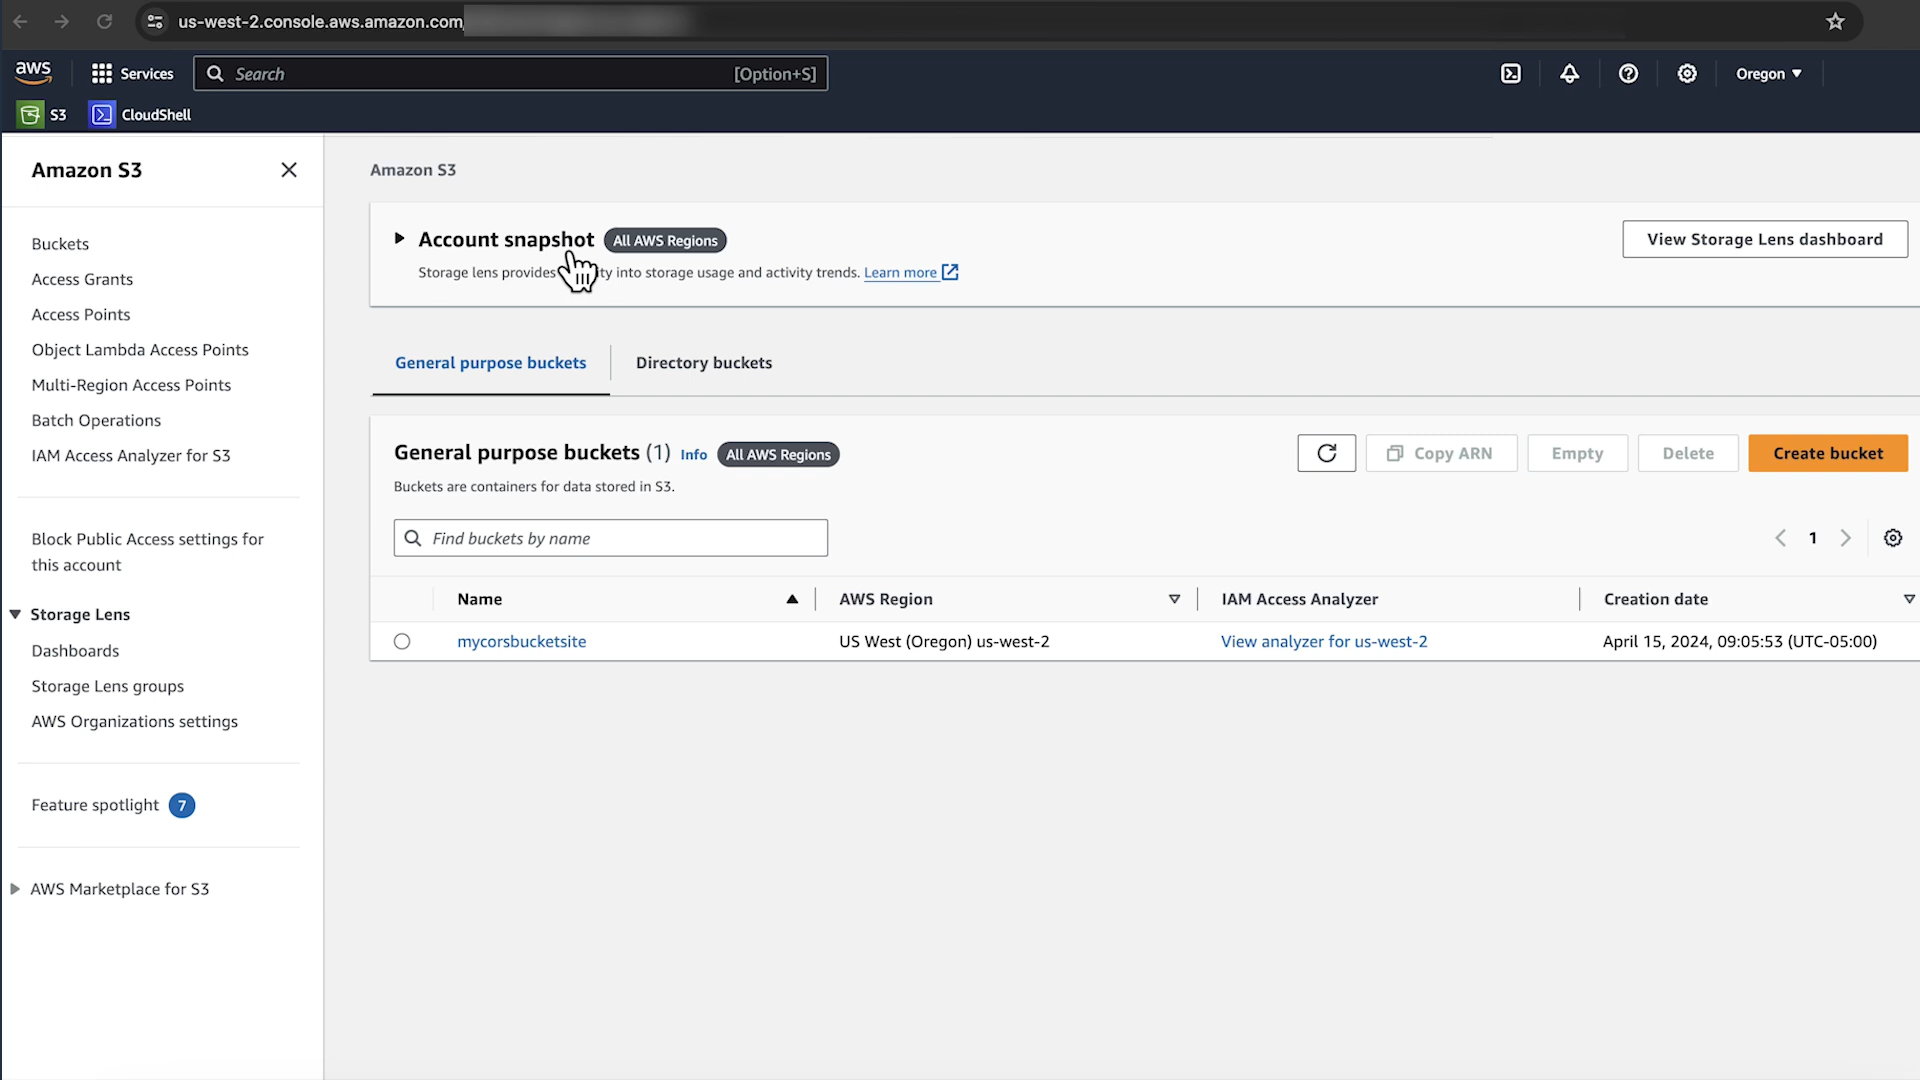 us-west-2.console.aws.amazon.com/
aws
Services
Search
[Option+S]
Oregon
S3
CloudShell
Amazon S3
Buckets
Access Grants
Access Points
Object Lambda Access Points
Multi-Region Access Points
Batch Operations
IAM Access Analyzer for S3
Block Public Access settings for
this account
Storage Lens
Dashboards
Storage Lens groups
AWS Organizations settings
Feature spotlight 7
AWS Marketplace for S3
Amazon S3
Account snapshot All AWS Regions
Storage lens provides ty into storage usage and activity trends. Learn more
View Storage Lens dashboard
General purpose buckets
Directory buckets
General purpose buckets (1) Info All AWS Regions
Buckets are containers for data stored in S3.
Copy ARN
Empty
Delete
Create bucket
Find buckets by name
1
Name AWS Region IAM Access Analyzer Creation date
mycorsbucketsite US West (Oregon) us-west-2 View analyzer for us-west-2 April 15, 2024, 09:05:53 (UTC-05:00)